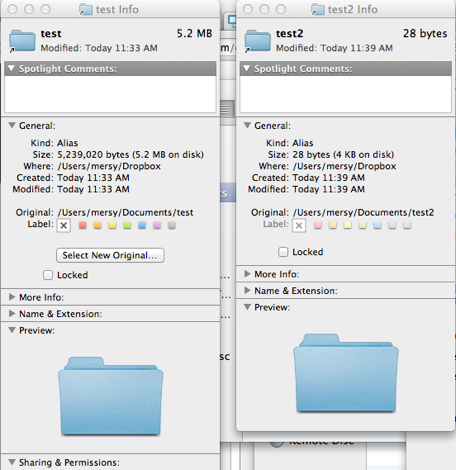 test Info
test
5.2 MB
Modified: Today 11:33 AM
Spotlight Comments:
General:
Kind: Alias
Size: 5,239,020 bytes (5.2 MB on disk)
Where: /Users/mersy/Dropbox
Created: Today 11:33 AM
Modified: Today 11:33 AM
Original: /Users/mersy/Documents/test
Label:
Select New Original...
Locked
More Info:
Name & Extension:
Preview:
Sharing & Permissions:
test2 Info
test2
28 bytes
Modified: Today 11:39 AM
Spotlight Comments:
General:
Kind: Alias
Size: 28 bytes (4 KB on disk)
Where: /Users/mersy/Dropbox
Created: Today 11:39 AM
Modified: Today 11:39 AM
Original: /Users/mersy/Documents/test2
Label:
Locked
More Info:
Name & Extension:
Preview:
Remote Disc